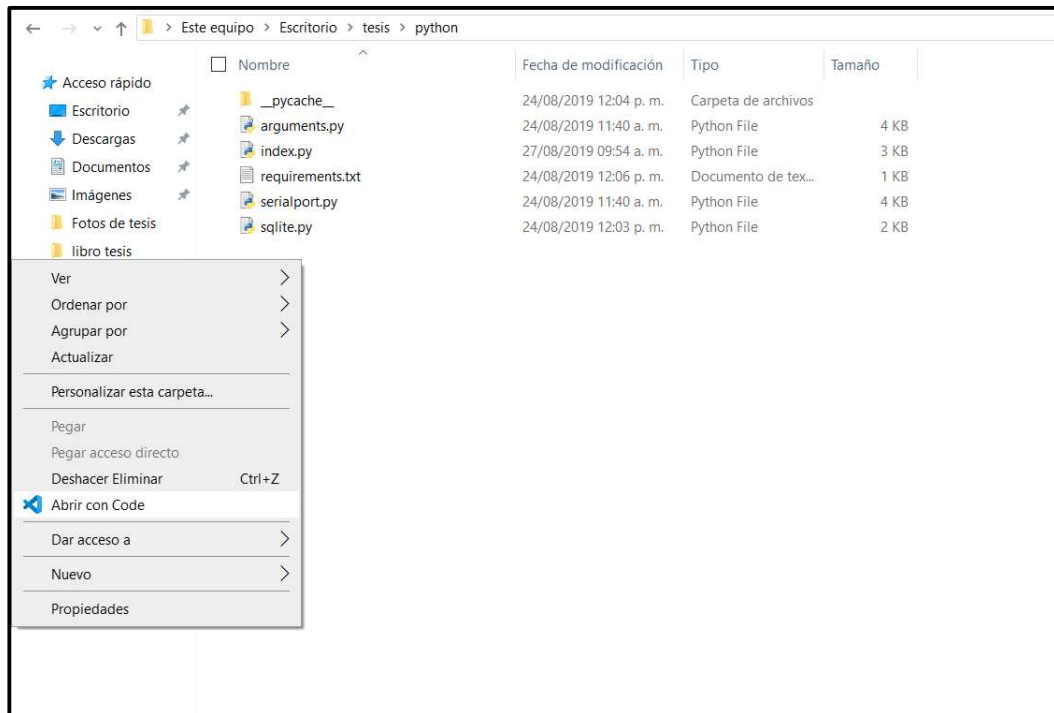 Este equipo > Escritorio > tesis > python
Nombre Fecha de modificación Tipo Tamaño
Acceso rápido
Escritorio
Descargas
Documentos
Imágenes
Fotos de tesis
libro tesis
__pycache__ 24/08/2019 12:04 p. m. Carpeta de archivos
arguments.py 24/08/2019 11:40 a. m. Python File 4 KB
index.py 27/08/2019 09:54 a. m. Python File 3 KB
requirements.txt 24/08/2019 12:06 p. m. Documento de tex... 1 KB
serialport.py 24/08/2019 11:40 a. m. Python File 4 KB
sqlite.py 24/08/2019 12:03 p. m. Python File 2 KB
Ver
Ordenar por
Agrupar por
Actualizar
Personalizar esta carpeta...
Pegar
Pegar acceso directo
Deshacer Eliminar Ctrl+Z
Abrir con Code
Dar acceso a
Nuevo
Propiedades